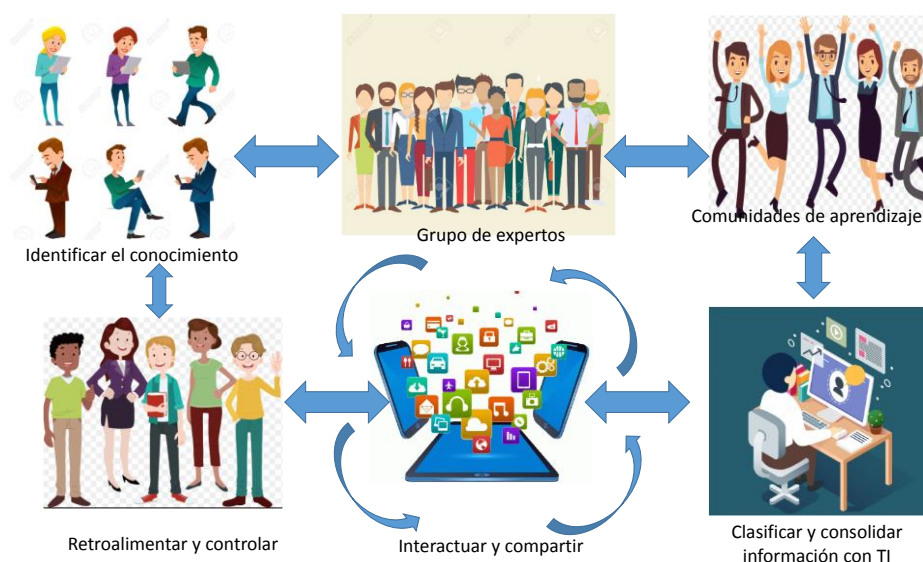 Identificar el conocimiento
Grupo de expertos
Comunidades de aprendizaje
Retroalimentar y controlar
Interactuar y compartir
Clasificar y consolidar
información con TI